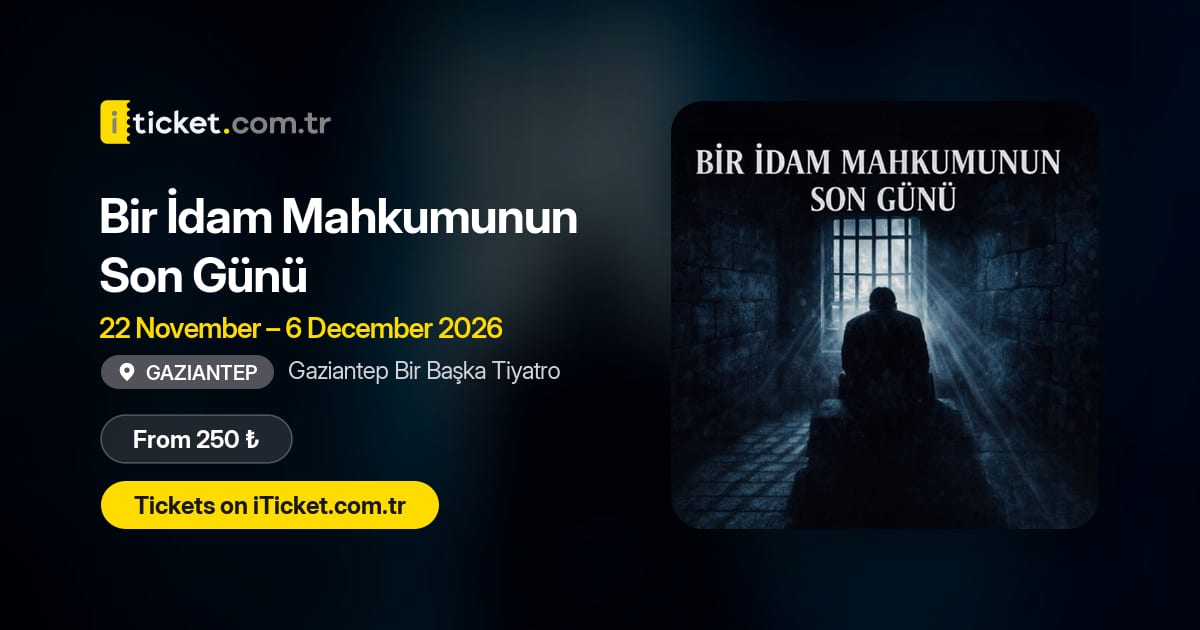 iticket.com.tr
Bir İdam Mahkumunun
Son Günü
22 November – 6 December 2026
GAZIANTEP Gaziantep Bir Başka Tiyatro
From 250 ₺
Tickets on iTicket.com.tr
BİR İDAM MAHKUMUNUN
SON GÜNÜ